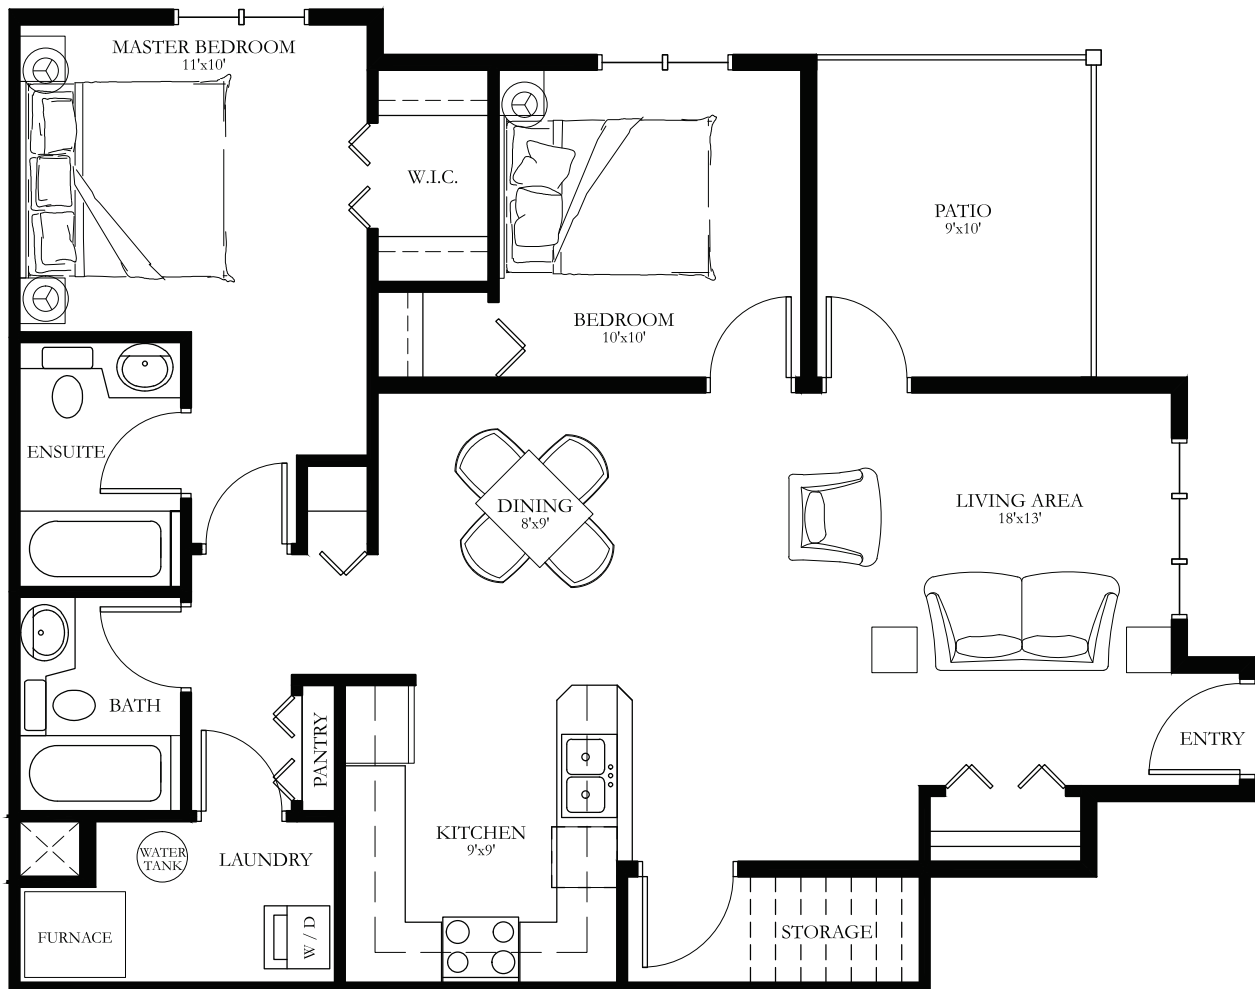 MASTER BEDROOM
11'x10'
W.I.C.
PATIO
9'x10'
BEDROOM
10'x10'
ENSUITE
DINING
8'x9'
LIVING AREA
18'x13'
BATH
PANTRY
ENTRY
KITCHEN
9'x9'
WATER
TANK
LAUNDRY
FURNACE
W / D
STORAGE